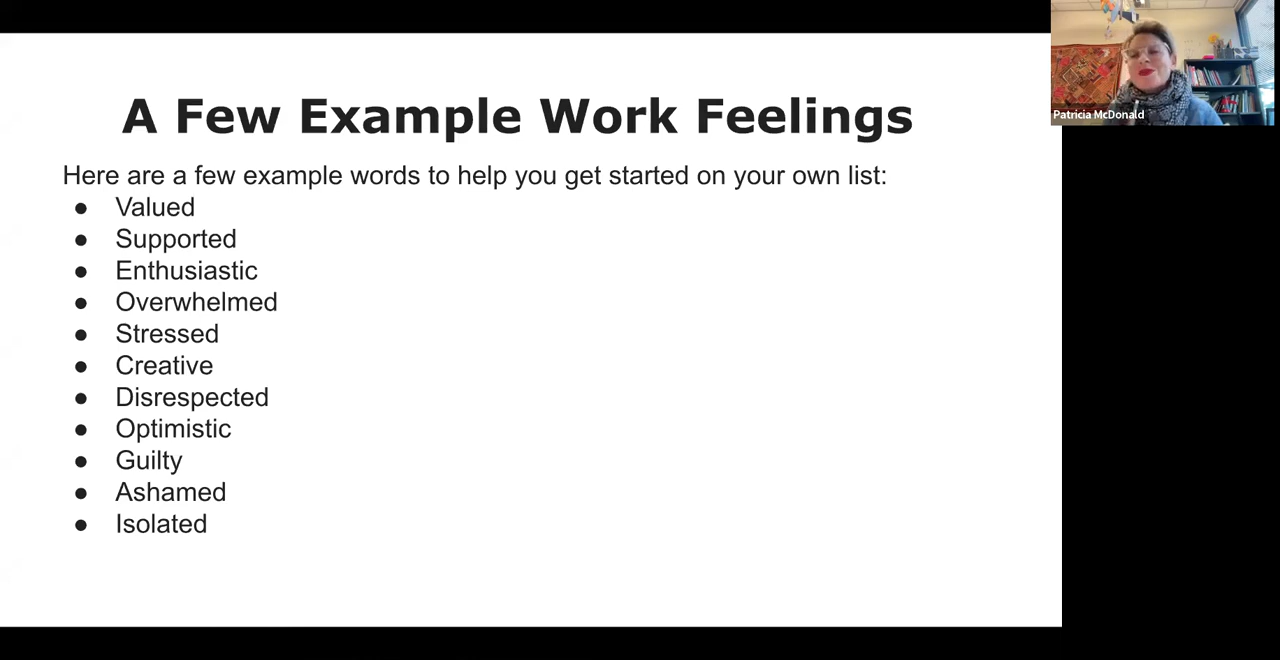 A Few Example Work Feelings
Here are a few example words to help you get started on your own list:
● Valued
● Supported
● Enthusiastic
● Overwhelmed
● Stressed
● Creative
● Disrespected
● Optimistic
● Guilty
● Ashamed
● Isolated
Patricia McDonald